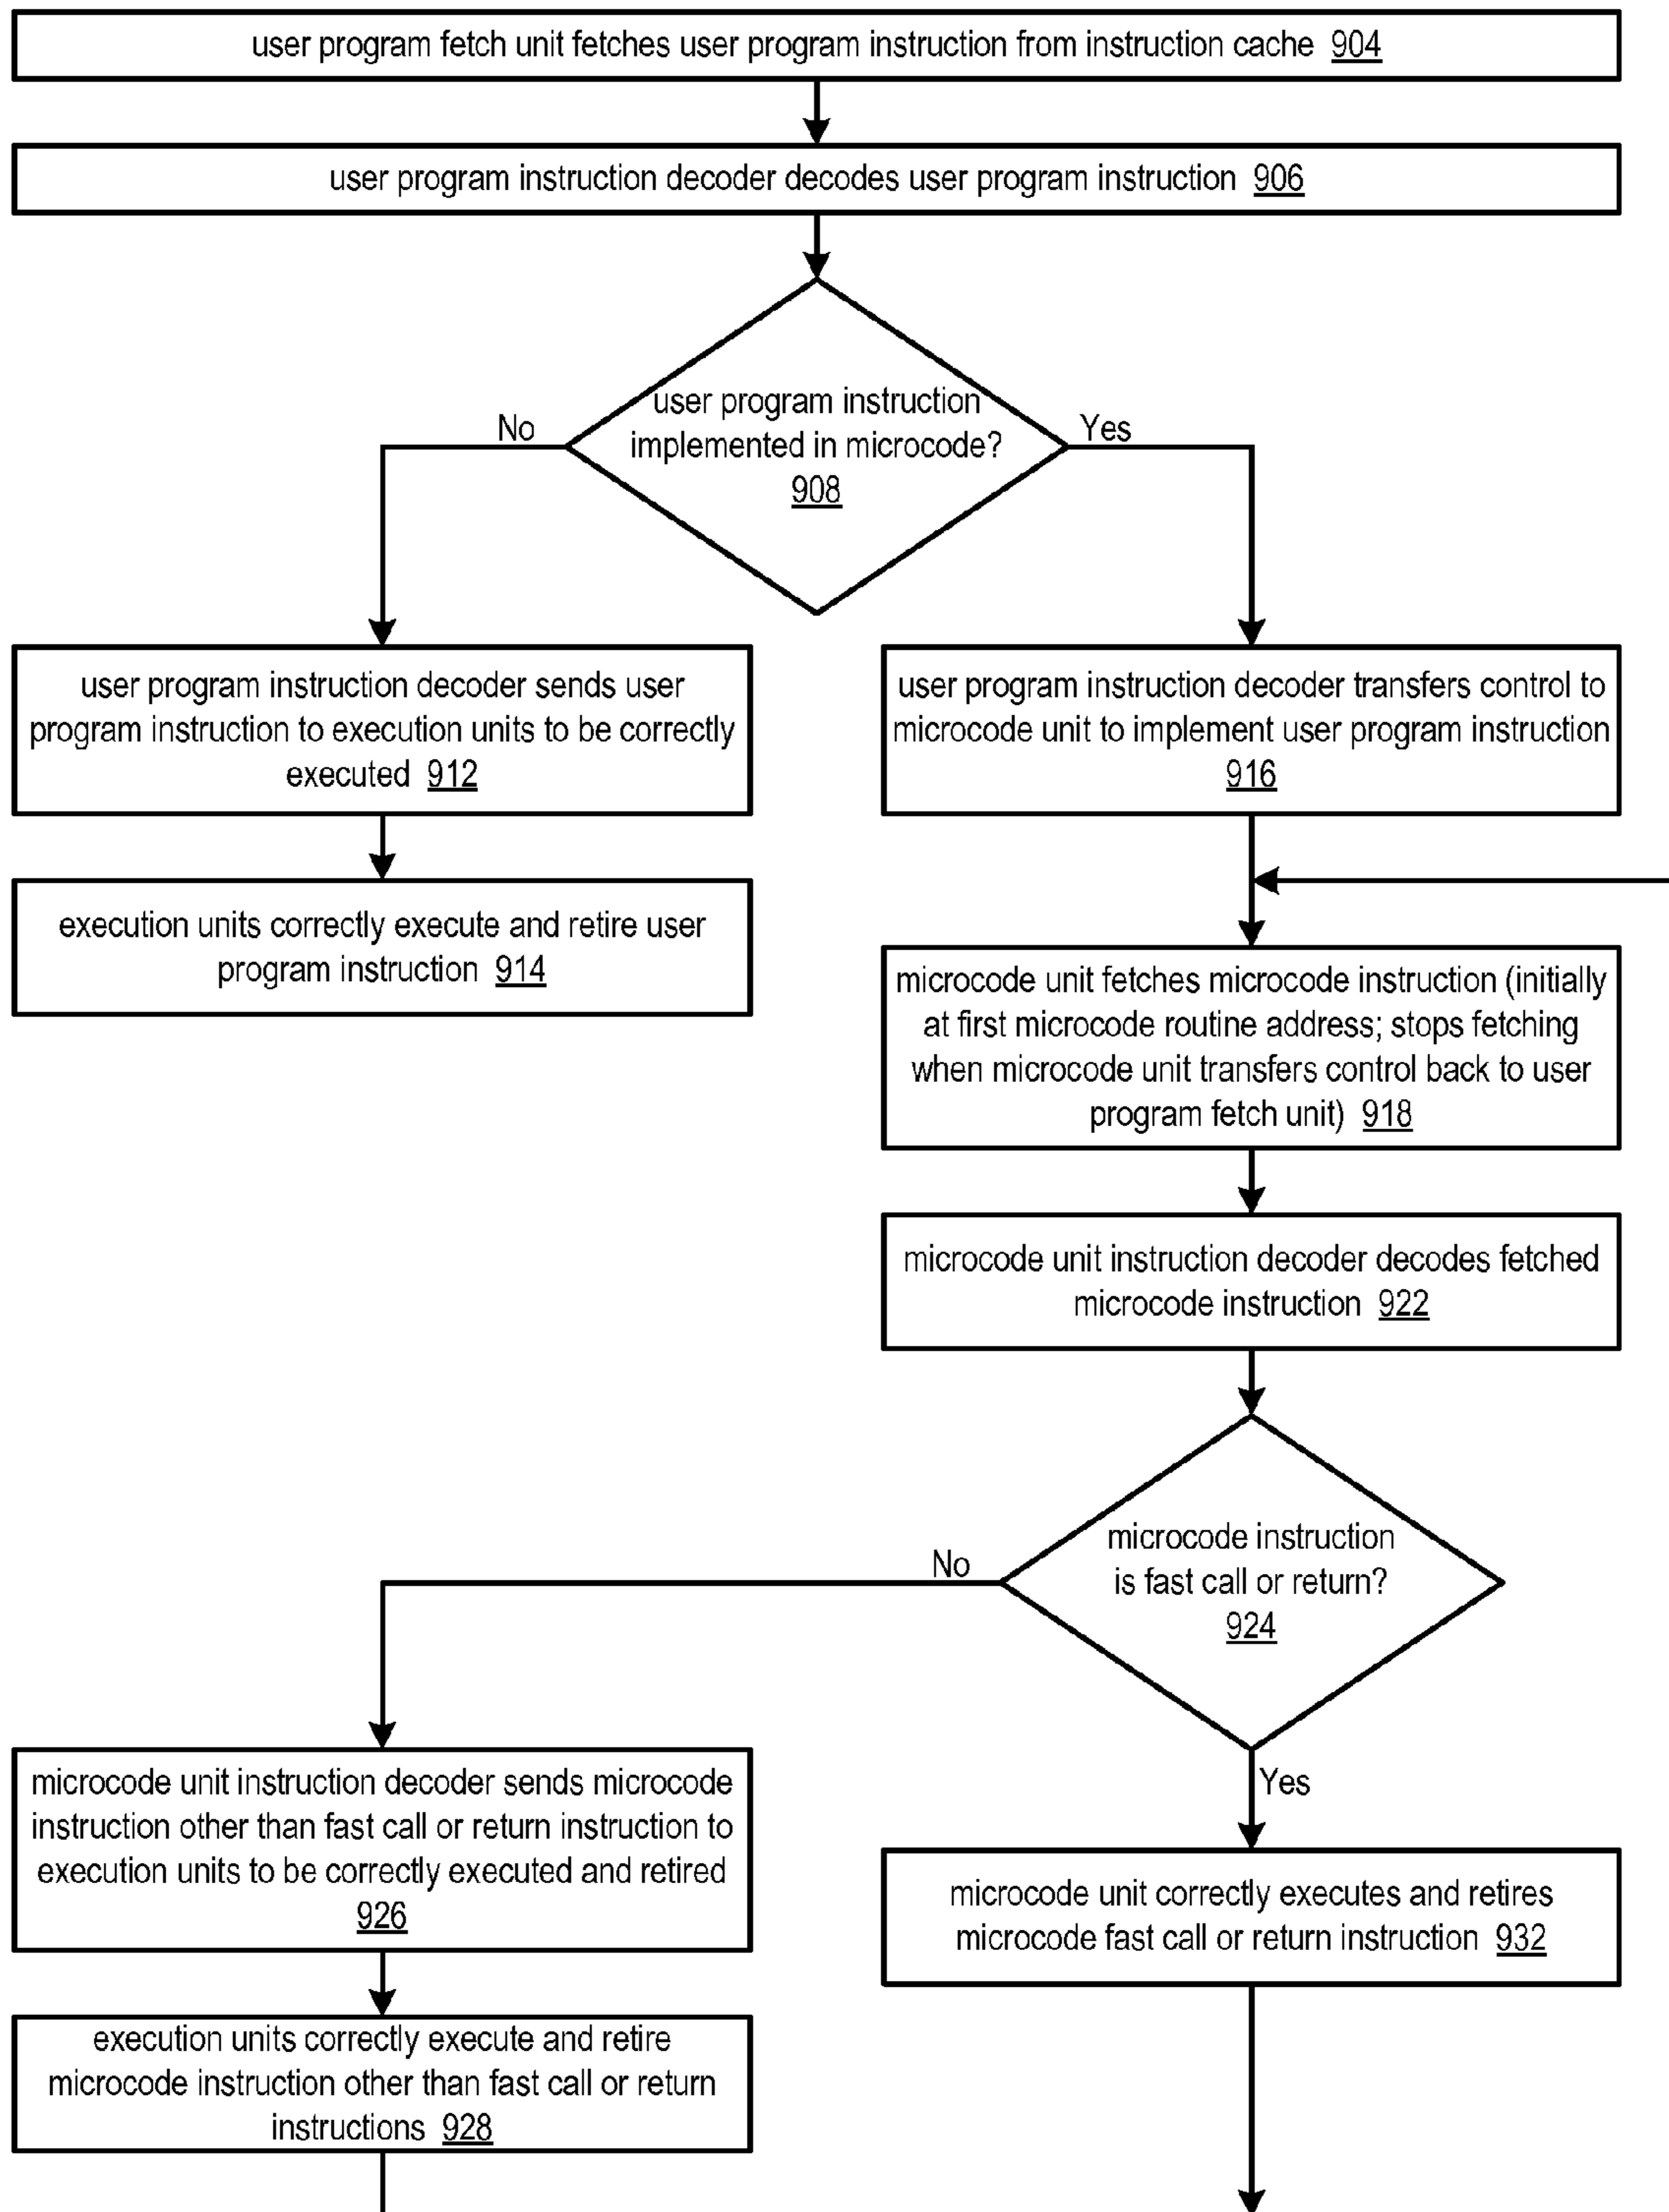 user program fetch unit fetches user program instruction from instruction cache 904
user program instruction decoder decodes user program instruction 906
user program instruction
implemented in microcode?
908
No
Yes
user program instruction decoder sends user
program instruction to execution units to be correctly
executed 912
user program instruction decoder transfers control to
microcode unit to implement user program instruction
916
execution units correctly execute and retire user
program instruction 914
microcode unit fetches microcode instruction (initially
at first microcode routine address; stops fetching
when microcode unit transfers control back to user
program fetch unit) 918
microcode unit instruction decoder decodes fetched
microcode instruction 922
microcode instruction
is fast call or return?
924
No
Yes
microcode unit instruction decoder sends microcode
instruction other than fast call or return instruction to
execution units to be correctly executed and retired
926
microcode unit correctly executes and retires
microcode fast call or return instruction 932
execution units correctly execute and retire
microcode instruction other than fast call or return
instructions 928